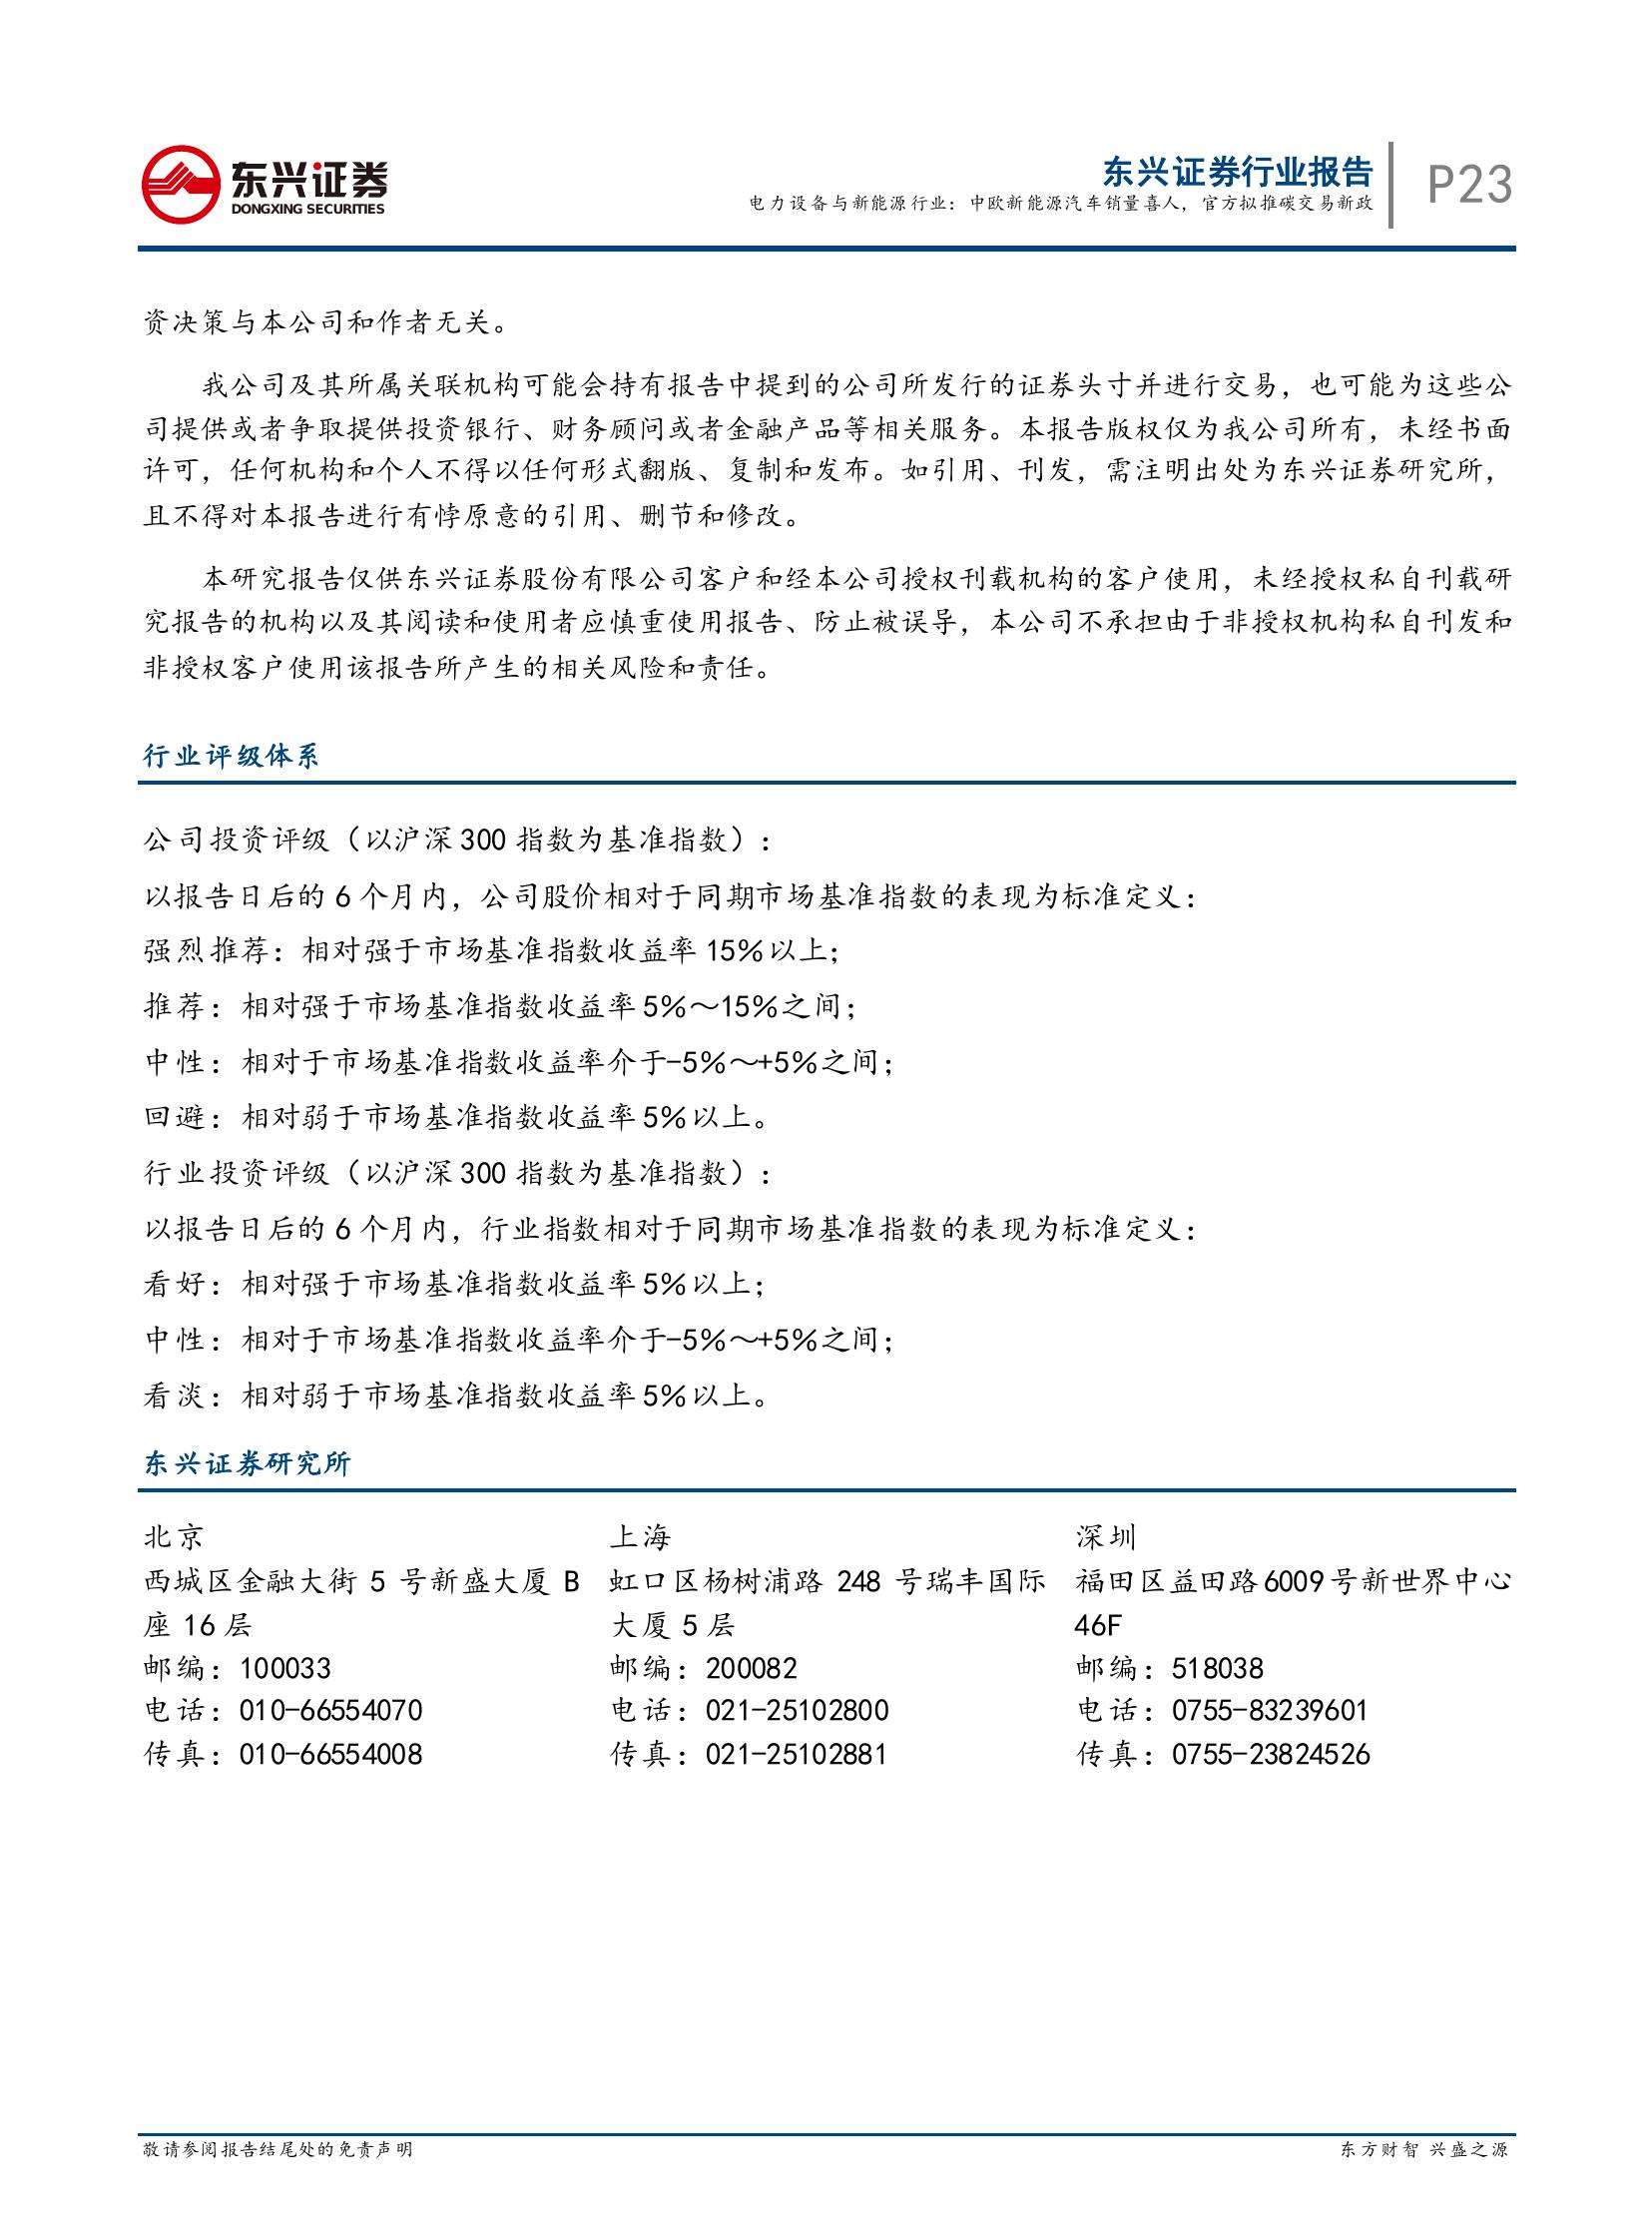 东兴证券
DONGXING SECURITIES
东兴证券行业报告
电力设备与新能源行业：中欧新能源汽车销量喜人，官方拟推碳交易新政
P23
资决策与本公司和作者无关。
我公司及其所属关联机构可能会持有报告中提到的公司所发行的证券头寸并进行交易，也可能为这些公
司提供或者争取提供投资银行、财务顾问或者金融产品等相关服务。本报告版权仅为我公司所有，未经书面
许可，任何机构和个人不得以任何形式翻版、复制和发布。如引用、刊发，需注明出处为东兴证券研究所，
且不得对本报告进行有悖原意的引用、删节和修改。
本研究报告仅供东兴证券股份有限公司客户和经本公司授权刊载机构的客户使用，未经授权私自刊载研
究报告的机构以及其阅读和使用者应慎重使用报告、防止被误导，本公司不承担由于非授权机构私自刊发和
非授权客户使用该报告所产生的相关风险和责任。
行业评级体系
公司投资评级（以沪深 300 指数为基准指数）：
以报告日后的 6 个月内，公司股价相对于同期市场基准指数的表现为标准定义：
强烈推荐：相对强于市场基准指数收益率 15％以上；
推荐：相对强于市场基准指数收益率 5％～15％之间；
中性：相对于市场基准指数收益率介于-5％～+5％之间；
回避：相对弱于市场基准指数收益率 5％以上。
行业投资评级（以沪深 300 指数为基准指数）：
以报告日后的 6 个月内，行业指数相对于同期市场基准指数的表现为标准定义：
看好：相对强于市场基准指数收益率 5％以上；
中性：相对于市场基准指数收益率介于-5％～+5％之间；
看淡：相对弱于市场基准指数收益率 5％以上。
东兴证券研究所
北京
西城区金融大街 5 号新盛大厦 B
座 16 层
邮编：100033
电话：010-66554070
传真：010-66554008
上海
虹口区杨树浦路 248 号瑞丰国际
大厦 5 层
邮编：200082
电话：021-25102800
传真：021-25102881
深圳
福田区益田路6009号新世界中心
46F
邮编：518038
电话：0755-83239601
传真：0755-23824526
敬请参阅报告结尾处的免责声明
东方财智 兴盛之源